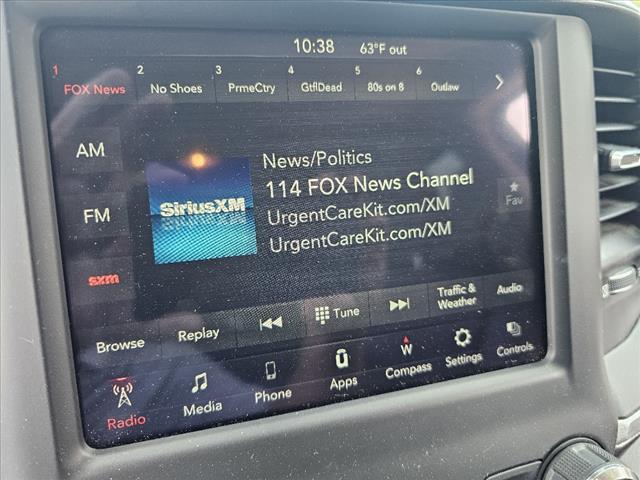 10:38 63°F out
1 FOX News 2 No Shoes 3 PrmeCtry 4 GtflDead 5 80s on 8 6 Outlaw
AM
FM
sxm
SiriusXM
News/Politics
114 FOX News Channel
UrgentCareKit.com/XM
UrgentCareKit.com/XM
Fav
Browse Replay Tune Traffic & Weather Audio
Radio Media Phone Apps W Compass Settings Controls